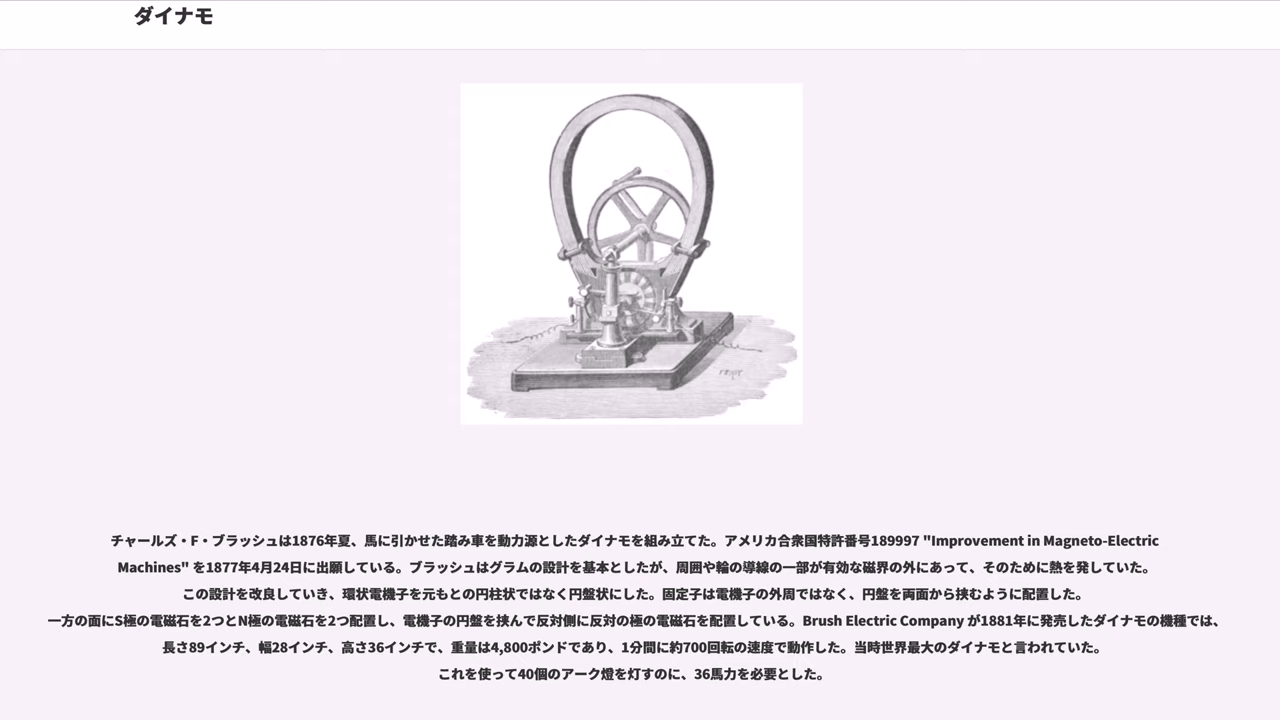 ダイナモ
チャールズ・F・ブラッシュは1876年夏、馬に引かせた踏み車を動力源としたダイナモを組み立てた。アメリカ合衆国特許番号189997 "Improvement in Magneto-Electric
Machines" を1877年4月24日に出願している。ブラッシュはグラムの設計を基本としたが、周囲や輪の導線の一部が有効な磁界の外にあって、そのために熱を発していた。
この設計を改良していき、環状電機子を元もとの円柱状ではなく円盤状にした。固定子は電機子の外周ではなく、円盤を両面から挟むように配置した。
一方の面にS極の電磁石を2つとN極の電磁石を2つ配置し、電機子の円盤を挟んで反対側に反対の極の電磁石を配置している。Brush Electric Company が1881年に発売したダイナモの機種では、
長さ89インチ、幅28インチ、高さ36インチで、重量は4,800ポンドであり、1分間に約700回転の速度で動作した。当時世界最大のダイナモと言われていた。
これを使って40個のアーク燈を灯すのに、36馬力を必要とした。